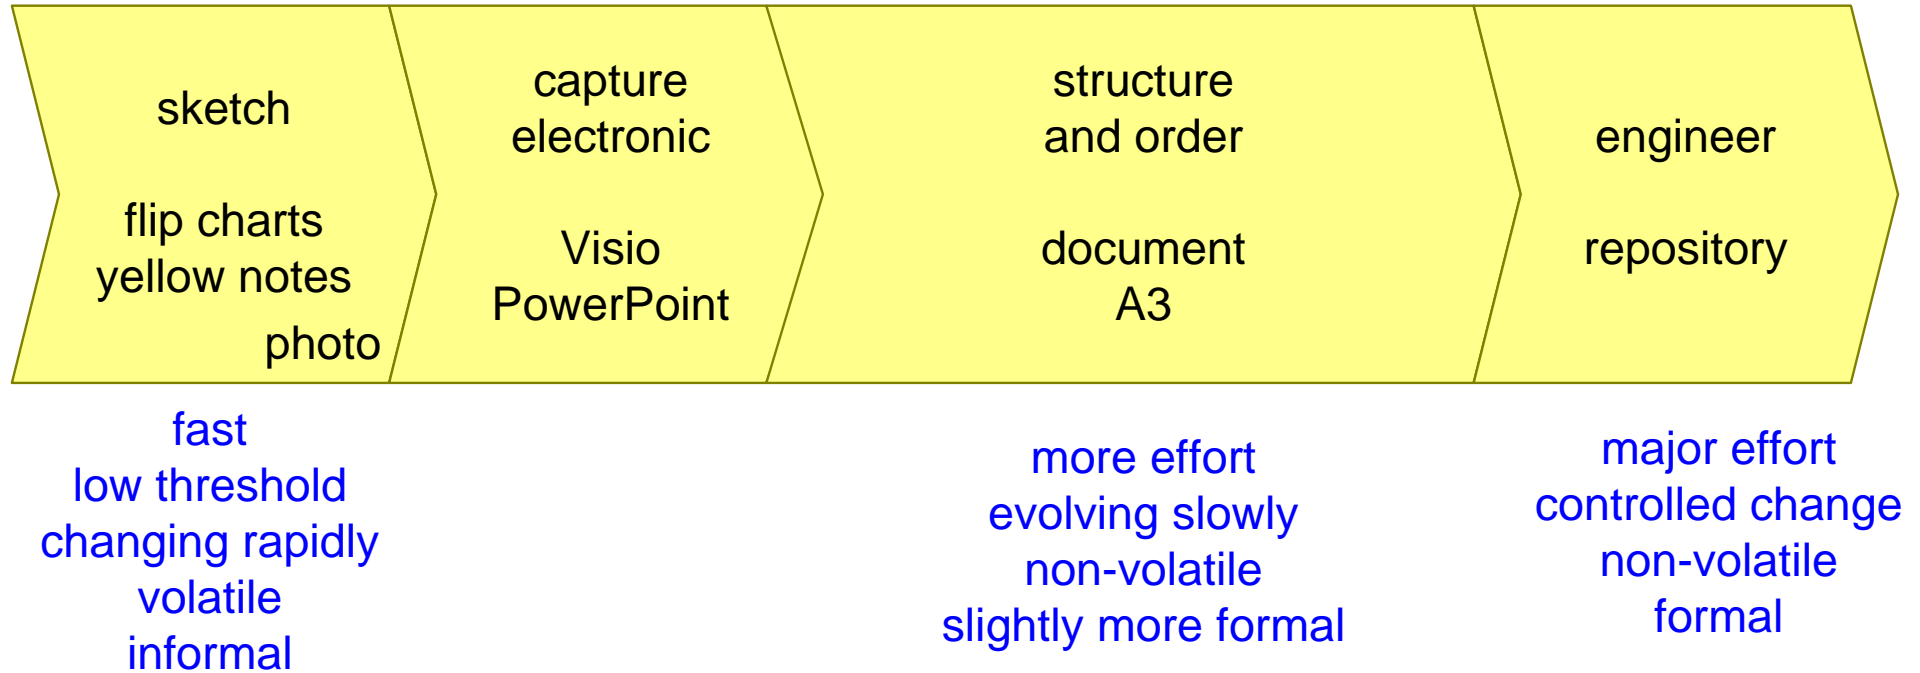 sketch
flip charts
yellow notes
photo
capture
electronic
Visio
PowerPoint
structure
and order
document
A3
engineer
repository
fast
low threshold
changing rapidly
volatile
informal
more effort
evolving slowly
non-volatile
slightly more formal
major effort
controlled change
non-volatile
formal